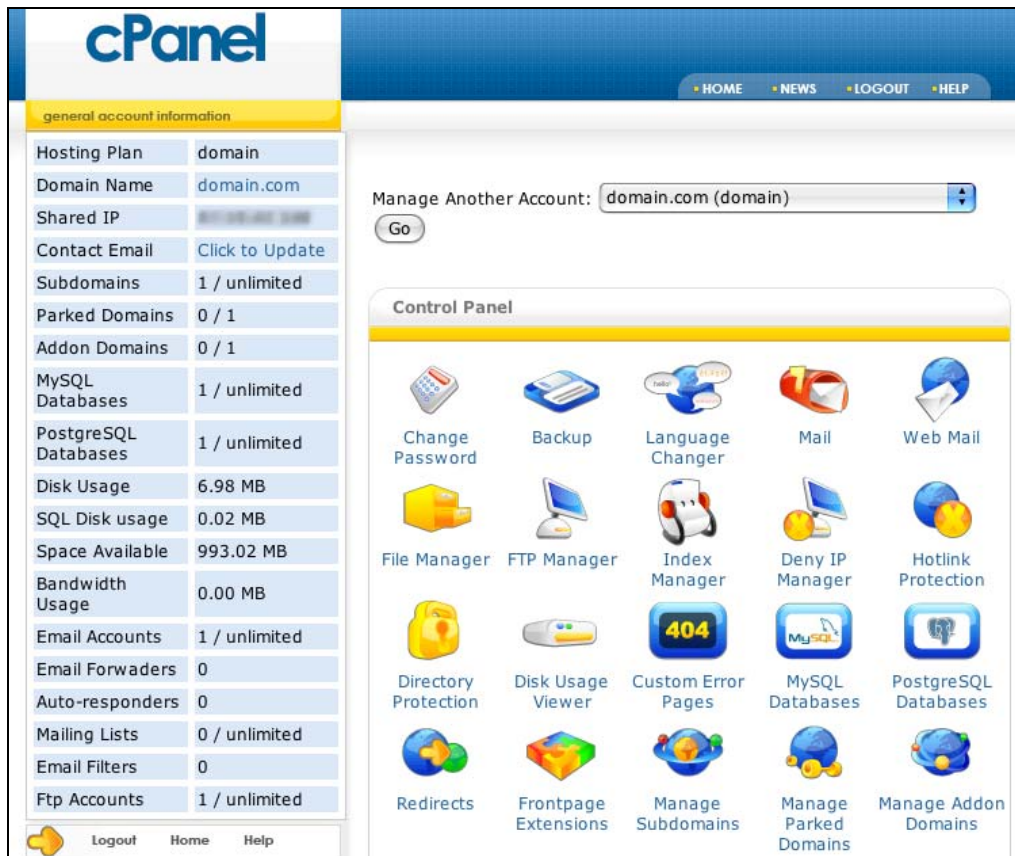 cPanel
HOME NEWS LOGOUT HELP
general account information
Hosting Plan domain
Domain Name domain.com
Shared IP
Contact Email Click to Update
Subdomains 1 / unlimited
Parked Domains 0 / 1
Addon Domains 0 / 1
MySQL
Databases 1 / unlimited
PostgreSQL
Databases 1 / unlimited
Disk Usage 6.98 MB
SQL Disk usage 0.02 MB
Space Available 993.02 MB
Bandwidth
Usage 0.00 MB
Email Accounts 1 / unlimited
Email Forwaders 0
Auto-responders 0
Mailing Lists 0 / unlimited
Email Filters 0
Ftp Accounts 1 / unlimited
Logout Home Help
Manage Another Account: domain.com (domain)
Go
Control Panel
hello!
Change
Password
Backup
Language
Changer
Mail
Web Mail
File Manager
FTP Manager
Index
Manager
Deny IP
Manager
Hotlink
Protection
404
MySQL
Directory
Protection
Disk Usage
Viewer
Custom Error
Pages
MySQL
Databases
PostgreSQL
Databases
Redirects
Frontpage
Extensions
Manage
Subdomains
Manage
Parked
Domains
Manage Addon
Domains